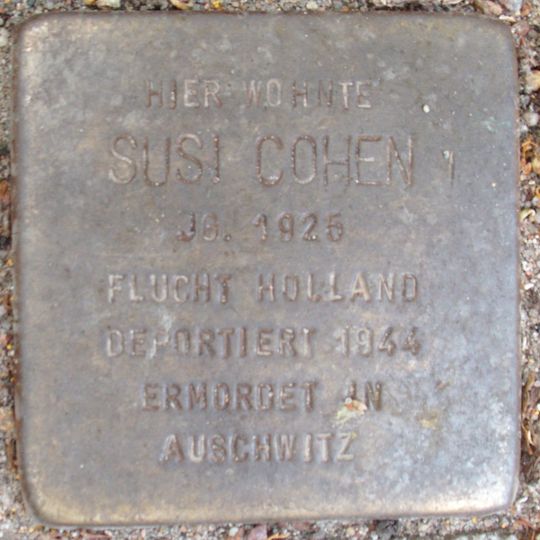 HIER WOHNTE
SUSI COHEN
JG. 1925
FLUCHT HOLLAND
DEPORTIERT 1944
ERMORDET IN
AUSCHWITZ